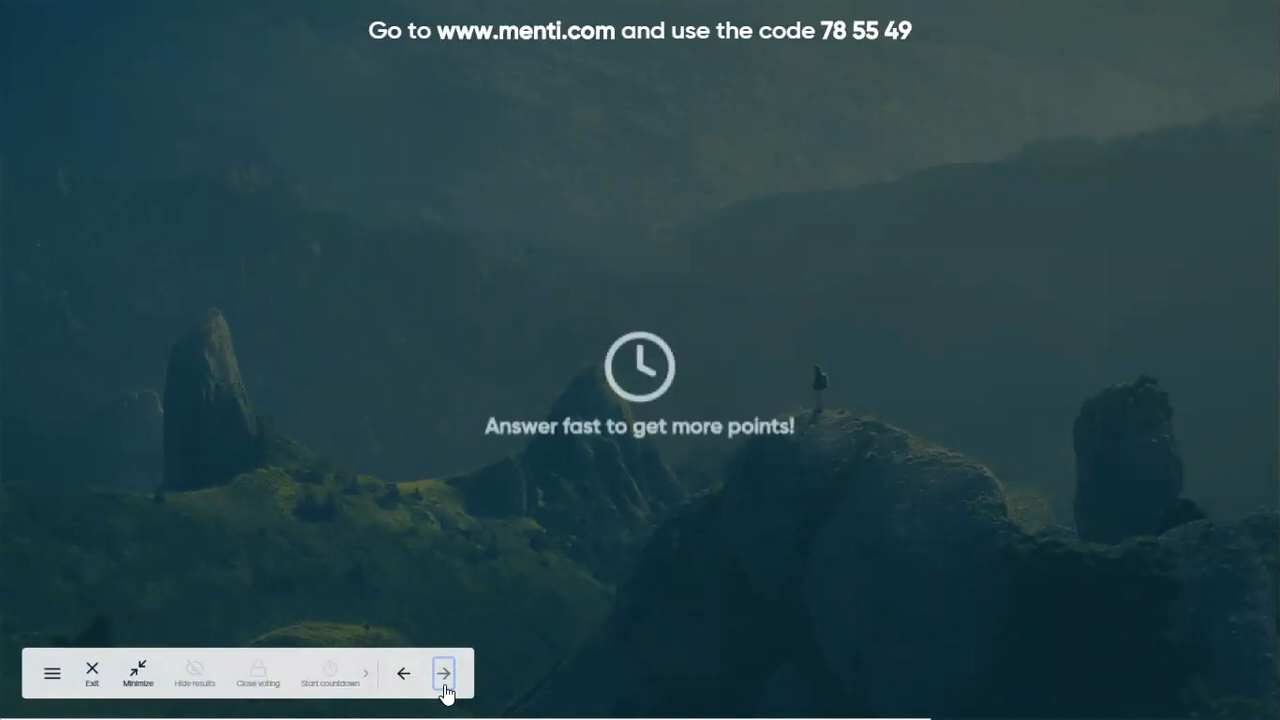 Go to www.menti.com and use the code 78 55 49
Answer fast to get more points!
Exit
Minimize
Hide results
Close voting
Start countdown